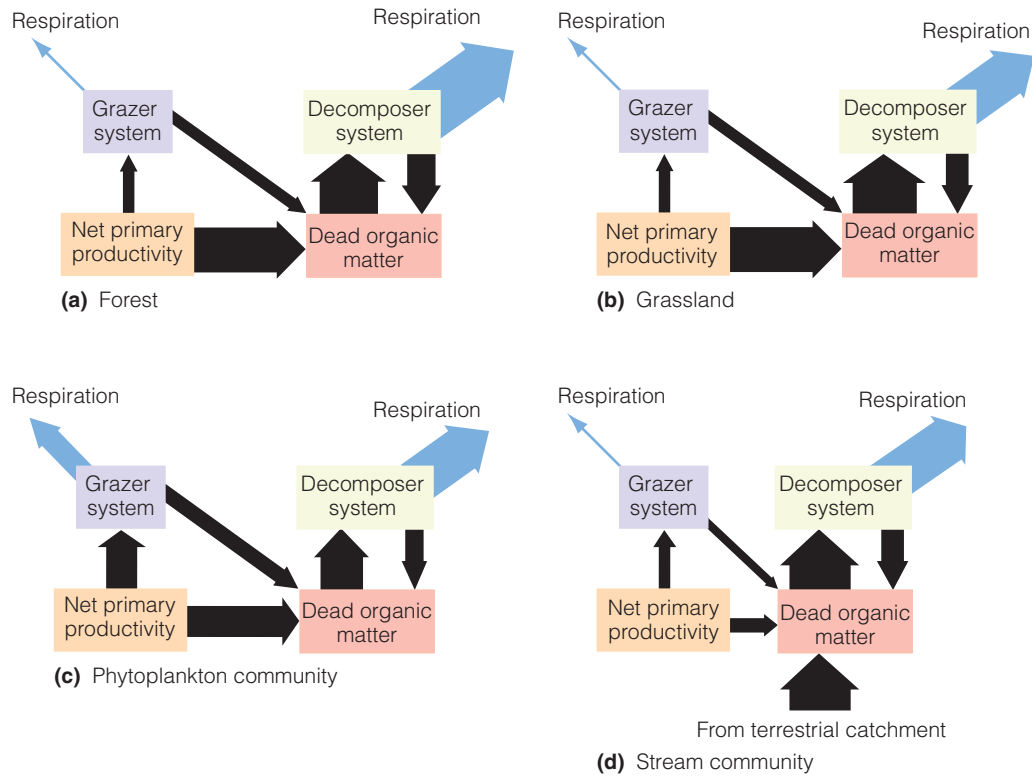 Respiration
Respiration
Grazer
system
Decomposer
system
Net primary
productivity
Dead organic
matter
(a) Forest
Respiration
Respiration
Grazer
system
Decomposer
system
Net primary
productivity
Dead organic
matter
(b) Grassland
Respiration
Respiration
Grazer
system
Decomposer
system
Net primary
productivity
Dead organic
matter
(c) Phytoplankton community
Respiration
Respiration
Grazer
system
Decomposer
system
Net primary
productivity
Dead organic
matter
From terrestrial catchment
(d) Stream community